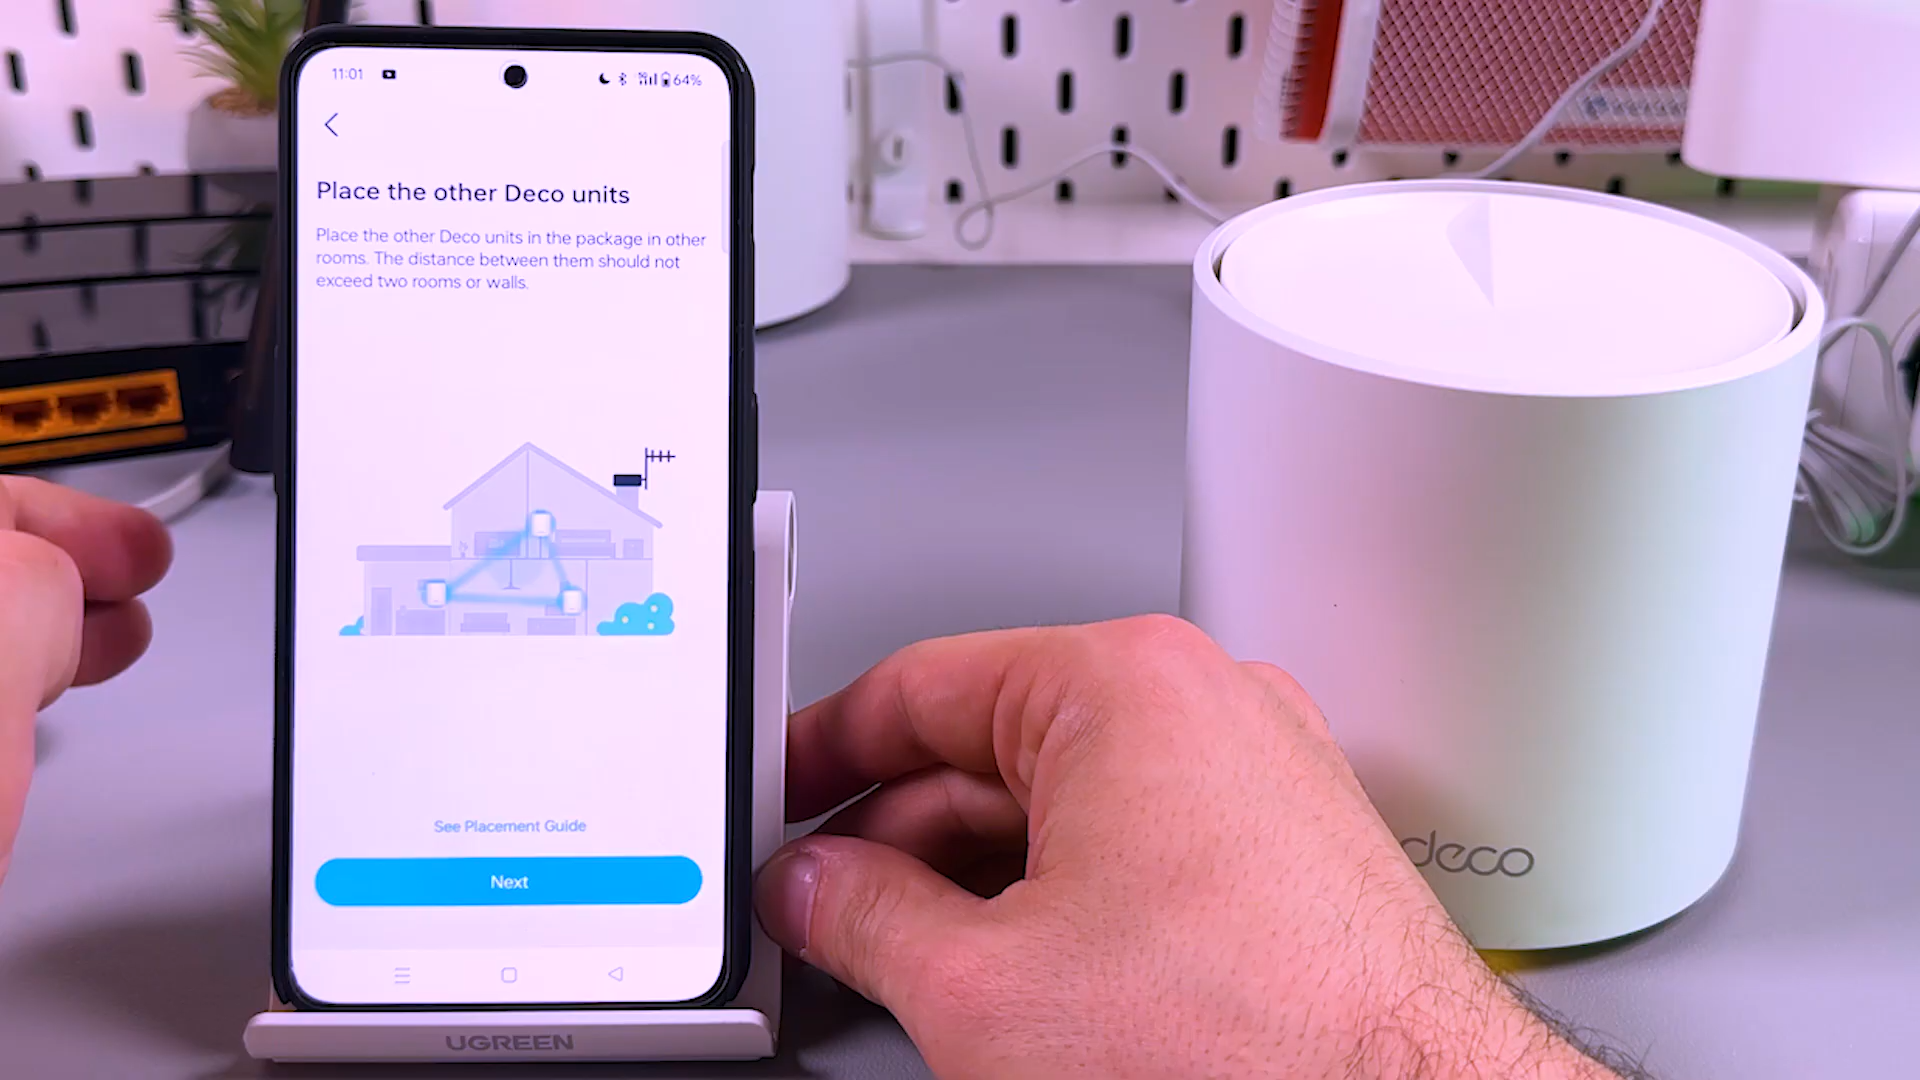 11:01
64%
Place the other Deco units
Place the other Deco units in the package in other
rooms. The distance between them should not
exceed two rooms or walls.
See Placement Guide
Next
UGREEN
deco